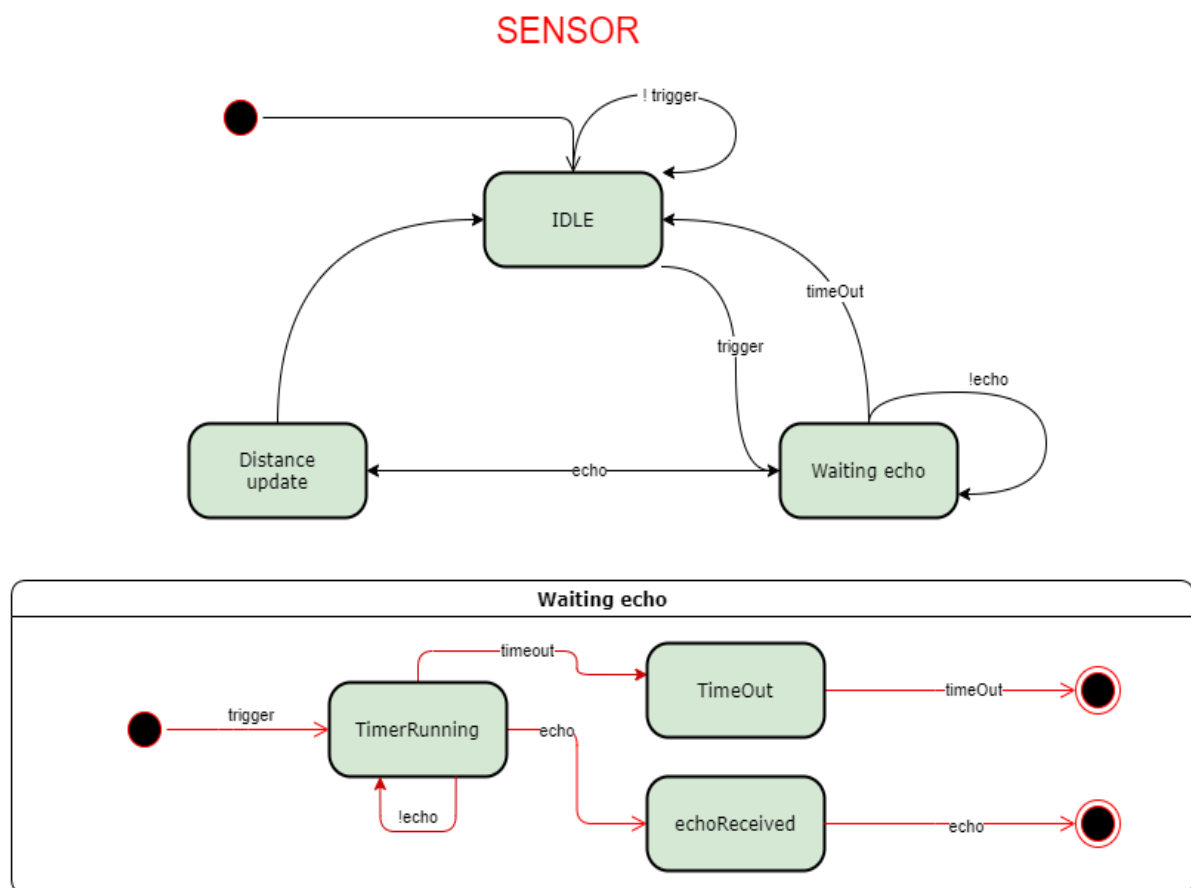 SENSOR
! trigger
IDLE
timeOut
trigger
!echo
Distance
update
echo
Waiting echo
Waiting echo
timeout
TimeOut
timeOut
trigger
TimerRunning
echo
!echo
echoReceived
echo